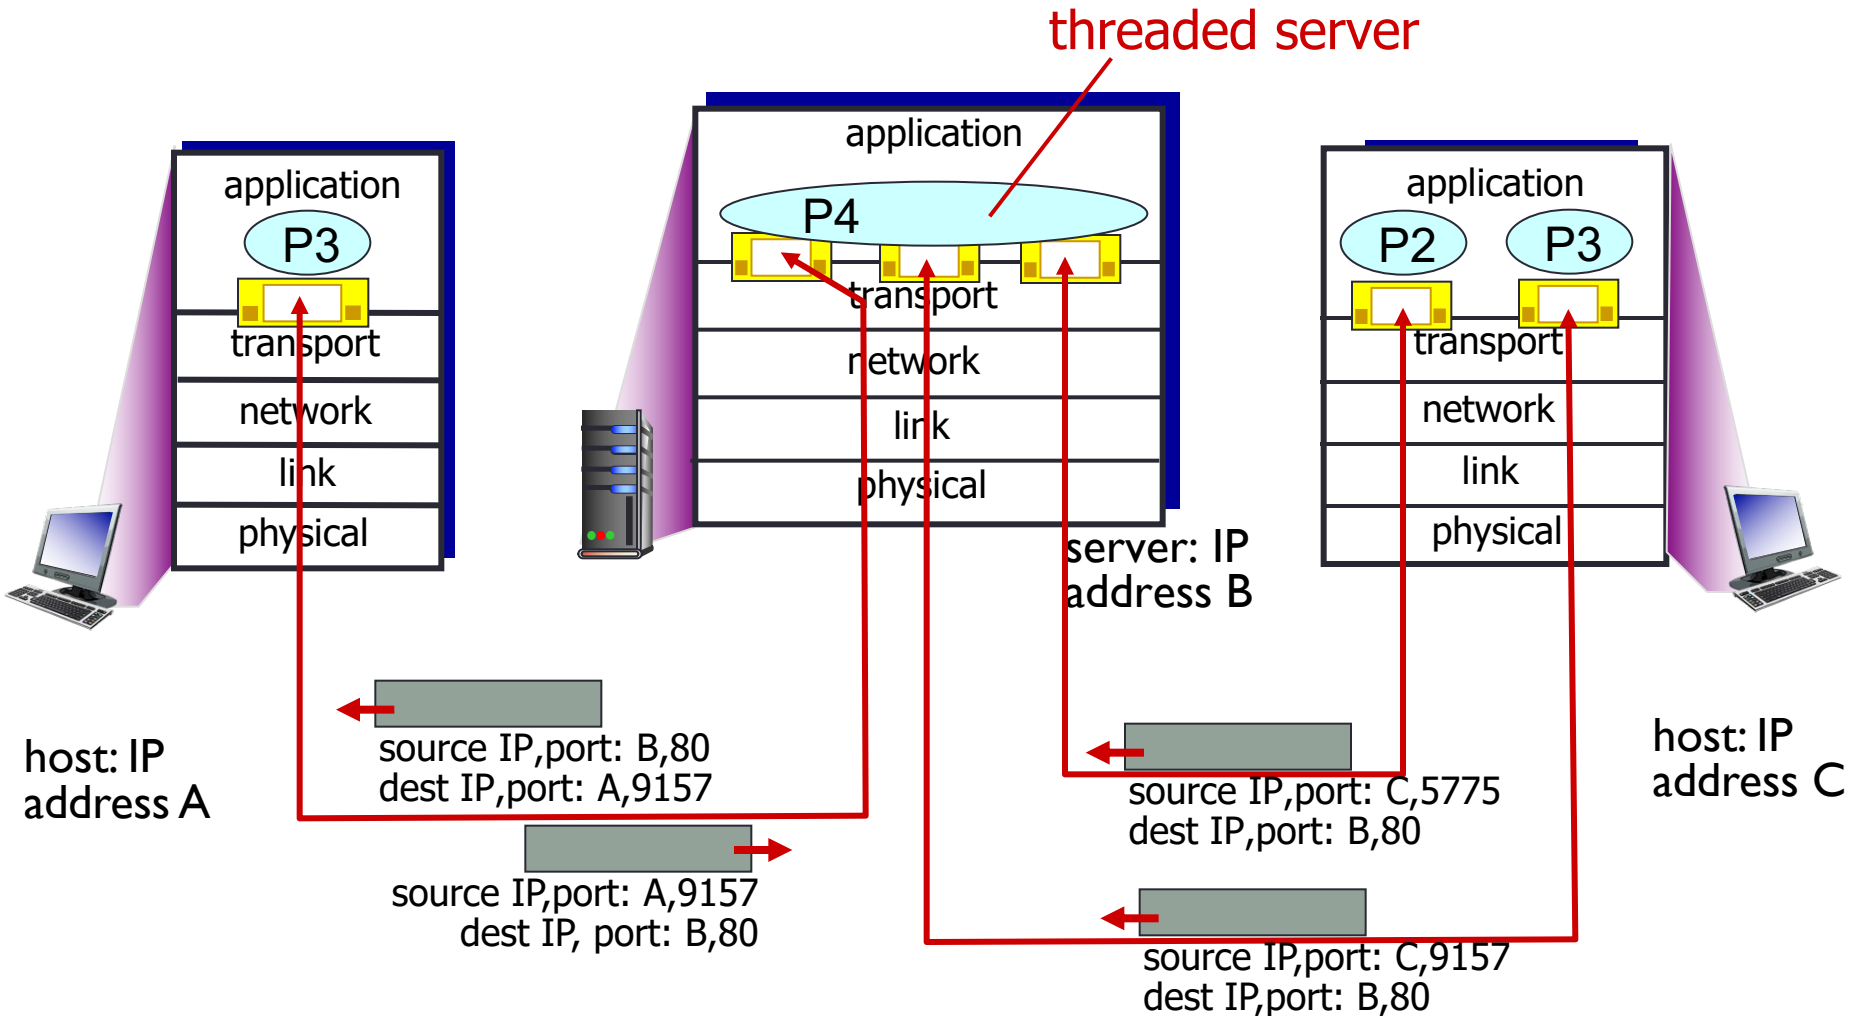 threaded server
application
P3
transport
network
link
physical
host: IP
address A
application
P4
transport
network
link
physical
server: IP
address B
application
P2
P3
transport
network
link
physical
host: IP
address C
source IP,port: B,80
dest IP,port: A,9157
source IP,port: A,9157
dest IP, port: B,80
source IP,port: C,5775
dest IP,port: B,80
source IP,port: C,9157
dest IP,port: B,80